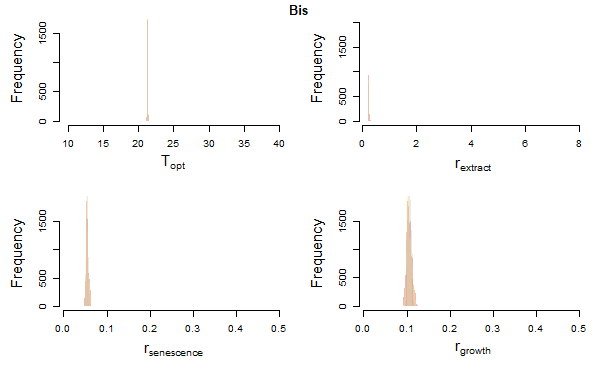 Bis
Frequency
0 500 1500
10 15 20 25 30 35 40
T_opt
Frequency
0 500 1500
0 2 4 6 8
r_extract
Frequency
0 500 1500
0.0 0.1 0.2 0.3 0.4 0.5
r_senescence
Frequency
0 500 1500
0.0 0.1 0.2 0.3 0.4 0.5
r_growth